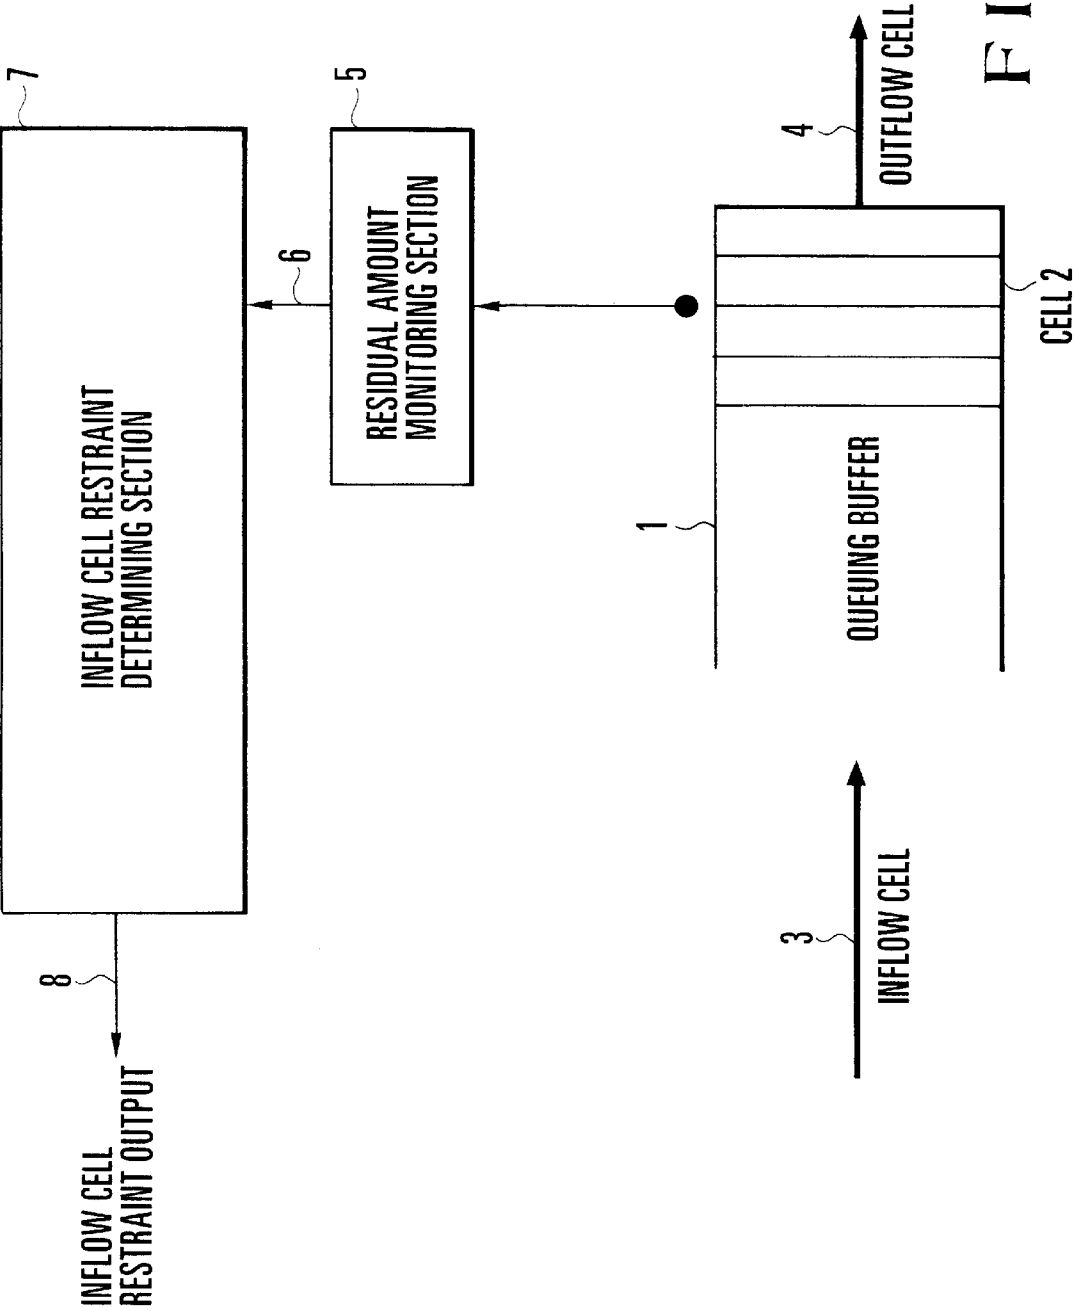 7
INFLOW CELL RESTRAINT
DETERMINING SECTION
8
INFLOW CELL
RESTRAINT OUTPUT
6
5
RESIDUAL AMOUNT
MONITORING SECTION
1
QUEUING BUFFER
CELL 2
3
INFLOW CELL
4
OUTFLOW CELL
F I